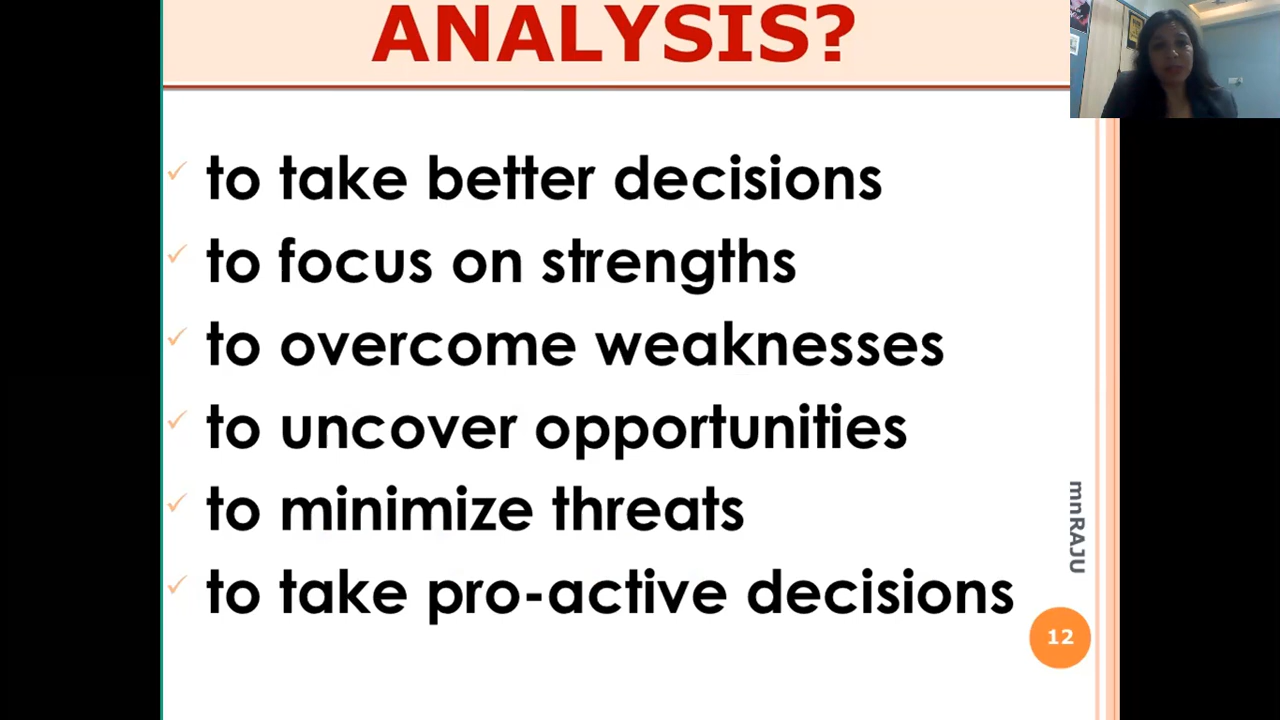 ANALYSIS?
to take better decisions
to focus on strengths
to overcome weaknesses
to uncover opportunities
to minimize threats
to take pro-active decisions
mnRAJU
12